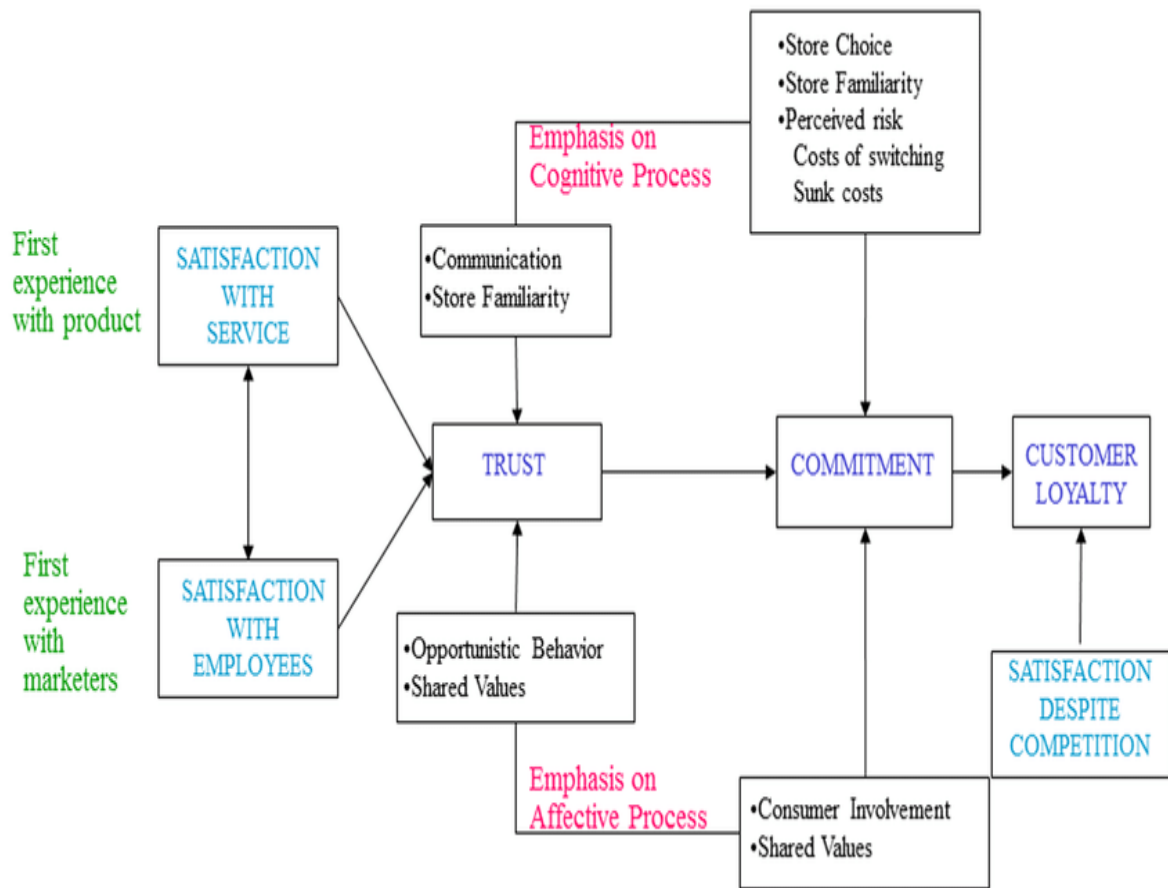 •Store Choice
•Store Familiarity
•Perceived risk
Costs of switching
Sunk costs
Emphasis on
Cognitive Process
First
experience
with product
SATISFACTION
WITH
SERVICE
•Communication
•Store Familiarity
TRUST
COMMITMENT
CUSTOMER
LOYALTY
First
experience
with
marketers
SATISFACTION
WITH
EMPLOYEES
•Opportunistic Behavior
•Shared Values
SATISFACTION
DESPITE
COMPETITION
Emphasis on
Affective Process
•Consumer Involvement
•Shared Values